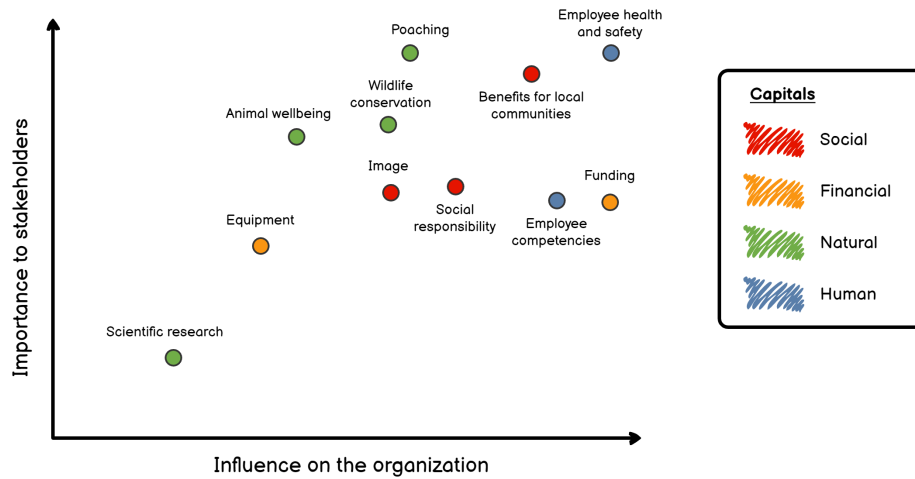 Employee health
and safety
Poaching
Wildlife
conservation
Benefits for local
communities
Animal wellbeing
Image
Funding
Social
responsibility
Employee
competencies
Equipment
Scientific research
Importance to stakeholders
Influence on the organization
Capitals
Social
Financial
Natural
Human